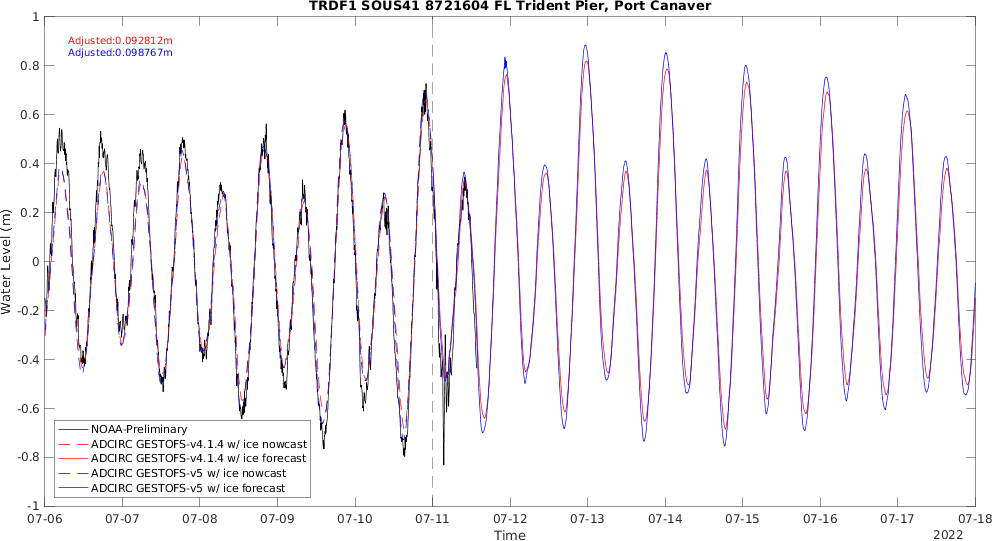 TRDF1 SOUS41 8721604 FL Trident Pier, Port Canaver
Adjusted:0.092812m
Adjusted:0.098767m
Water Level (m)
1
0.8
0.6
0.4
0.2
0
-0.2
-0.4
-0.6
-0.8
-1
NOAA-Preliminary
ADCIRC GESTOFS-v4.1.4 w/ ice nowcast
ADCIRC GESTOFS-v4.1.4 w/ ice forecast
ADCIRC GESTOFS-v5 w/ ice nowcast
ADCIRC GESTOFS-v5 w/ ice forecast
07-06 07-07 07-08 07-09 07-10 07-11 07-12 07-13 07-14 07-15 07-16 07-17 07-18
Time
2022